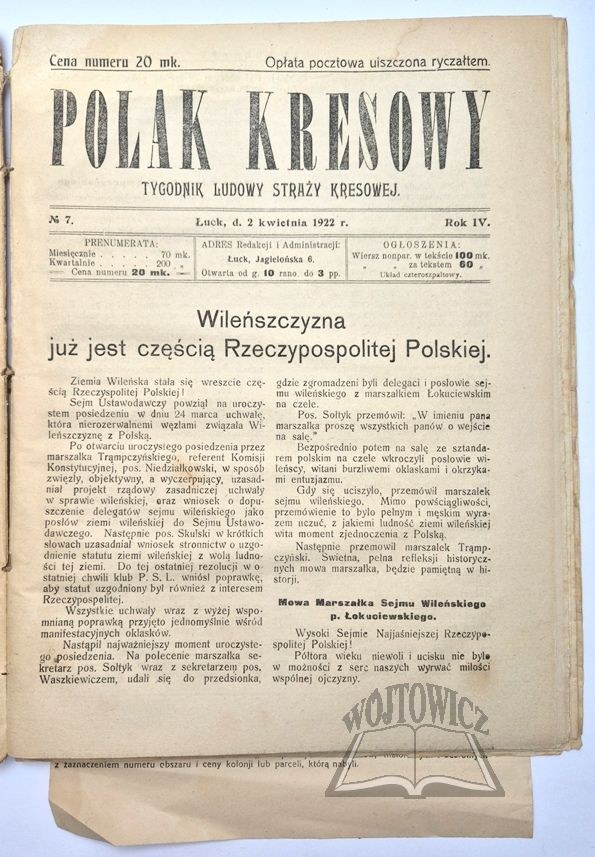 Cena numeru 20 mk.
Opłata pocztowa uiszczona ryczałtem.
POLAK KRESOWY
TYGODNIK LUDOWY STRAŻY KRESOWEJ.
№ 7.
Łuck, d. 2 kwietnia 1922 r.
Rok IV.
PRENUMERATA:
Miesięcznie . . . . . 70 mk.
Kwartalnie . . . . . 200 „
Cena numeru 20 mk.
ADRES Redakcji i Administracji:
Łuck, Jagielońska 6.
Otwarta od g. 10 rano. do 3 pp.
OGŁOSZENIA:
Wiersz nonpar. w tekście 100 mk.
„ „ za tekstem 60 „
Układ czteroszpaltowy.
Wileńszczyzna
już jest częścią Rzeczypospolitej Polskiej.
Ziemia Wileńska stała się wreszcie czę-
ścią Rzeczyspolitej Polskiej!
Sejm Ustawodawczy powziął na uroczy-
stem posiedzeniu w dniu 24 marca uchwałę,
która nierozerwalnemi węzłami związała Wi-
leńszczyznę z Polską.
Po otwarciu uroczystego posiedzenia przez
marszałka Trąmpczyńskiego, referent Komisji
Konstytucyjnej, pos. Niedziałkowski, w sposób
zwięzły, objektywny, a wyczerpujący, uzasad-
niał projekt rządowy zasadniczej uchwały
w sprawie wileńskiej, oraz wniosek o dopu-
szczenie delegatów sejmu wileńskiego jako
posłów ziemi wileńskiej do Sejmu Ustawo-
dawczego. Następnie pos. Skulski w krótkich
słowach uzasadniał wniosek stronnictw o uzgo-
dnienie statutu ziemi wileńskiej z wolą ludno-
ści tej ziemi. Do tej ostatniej rezolucji w o-
statniej chwili klub P. S. L. wniósł poprawkę,
aby statut uzgodniony był również z interesem
Rzeczypospolitej.
Wszystkie uchwały wraz z wyżej wspo-
mnianą poprawką przyjęto jednomyślnie wśród
manifestacyjnych oklasków.
Nastąpił najważniejszy moment uroczyste-
go posiedzenia. Na polecenie marszałka se-
kretarz pos. Sołtyk wraz z sekretarzem pos.
Waszkiewiczem, udali się do przedsionka,
gdzie zgromadzeni byli delegaci i posłowie sej-
mu wileńskiego z marszałkiem Łokuciewskim
na czele.
Pos. Sołtyk przemówił: „W imieniu pana
marszałka proszę wszystkich panów o wejście
na salę."
Bezpośrednio potem na salę ze sztanda-
rem polskim na czele wkroczyli posłowie wi-
leńscy, witani burzliwemi oklaskami i okrzyka-
mi entuzjazmu.
Gdy się uciszyło, przemówił marszałek
sejmu wileńskiego. Mimo powściągliwości,
przemówienie to było pełnym i męskim wyra-
zem uczuć, z jakiemi ludność ziemi wileńskiej
wita moment zjednoczenia z Polską.
Następnie przemowił marszałek Trąmp-
czyński. Świetna, pełna refleksji historycz-
nych mowa marszałka, będzie pamiętną w hi-
storji.
Mowa Marszałka Sejmu Wileńskiego
p. Łokuciewskiego.
Wysoki Sejmie Najjaśniejszej Rzeczypo-
spolitej Polskiej!
Półtora wieku niewoli i ucisku nie było
w możności z serc naszych wyrwać miłości
wspólnej ojczyzny.
WÓJTOWICZ
z zaznaczeniem numeru obszaru i ceny kolonji lub parceli, którą nabyli.